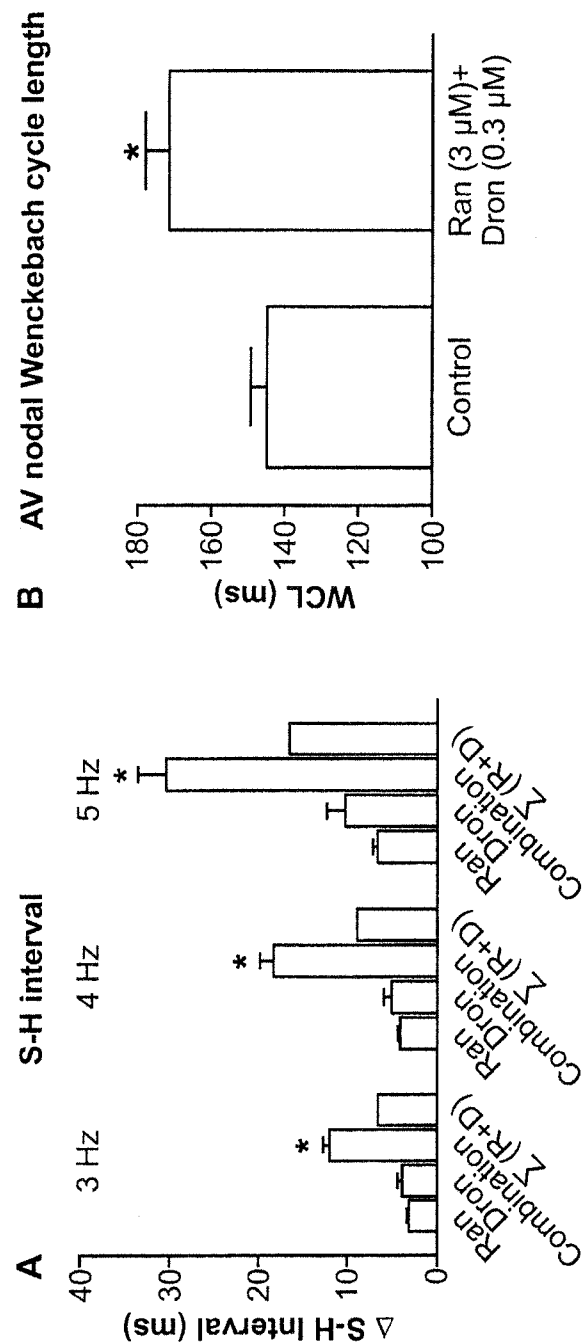 A
S-H interval
3 Hz
4 Hz
5 Hz
*
*
*
Δ S-H Interval (ms)
40
30
20
10
0
Ran
Dron
Combination
Σ (R+D)
Ran
Dron
Combination
Σ (R+D)
Ran
Dron
Combination
Σ (R+D)
B
AV nodal Wenckebach cycle length
*
WCL (ms)
180
160
140
120
100
Control
Ran (3 µM)+
Dron (0.3 µM)